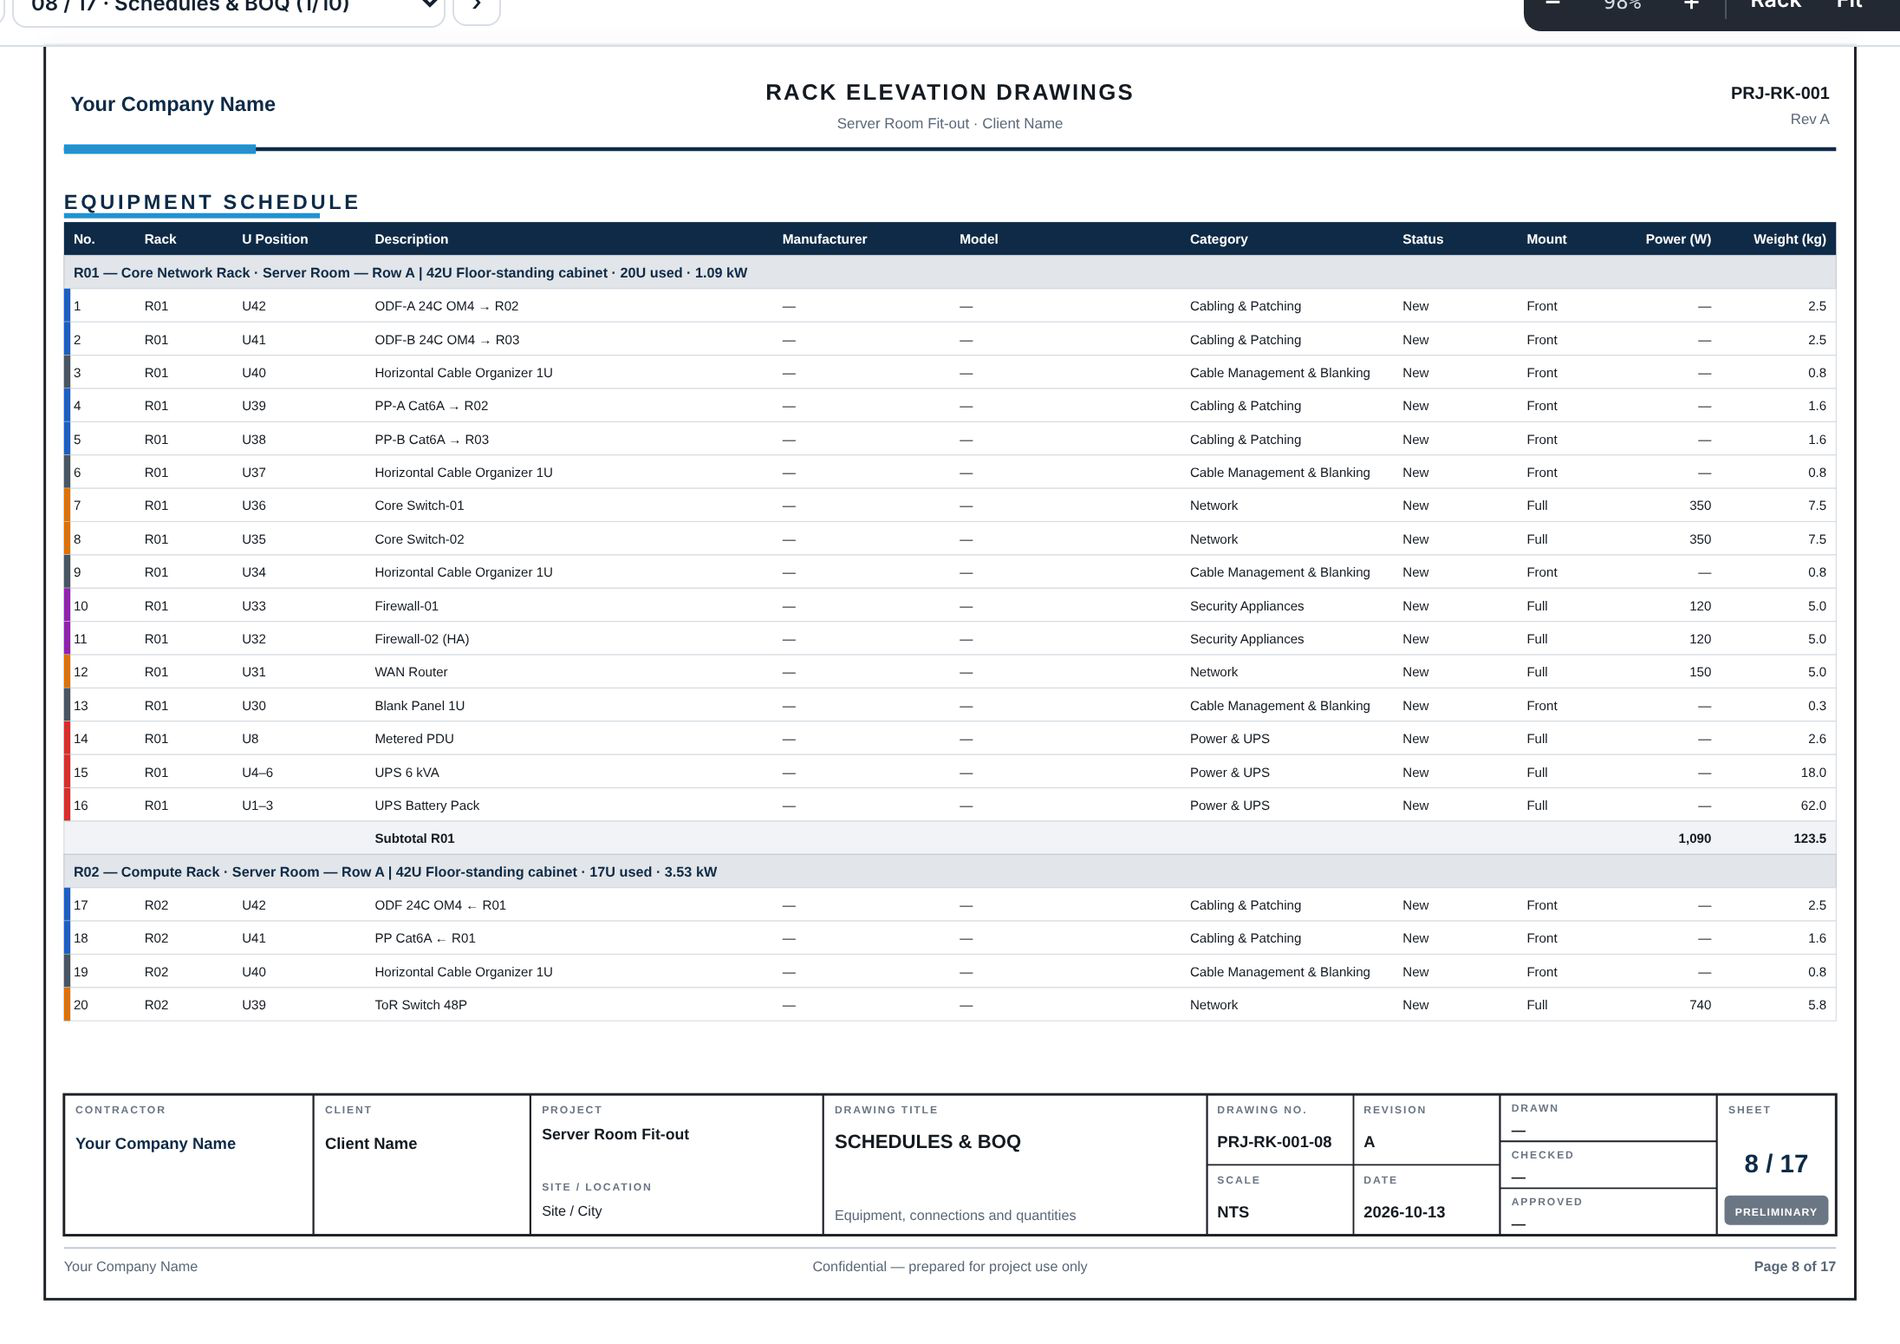 08 / 17 · Schedules & BOQ (1/10)
›
− 98% + Rack Fit
Your Company Name
RACK ELEVATION DRAWINGS
Server Room Fit-out · Client Name
PRJ-RK-001
Rev A
EQUIPMENT SCHEDULE
No. Rack U Position Description Manufacturer Model Category Status Mount Power (W) Weight (kg)
R01 — Core Network Rack · Server Room — Row A | 42U Floor-standing cabinet · 20U used · 1.09 kW
1 R01 U42 ODF-A 24C OM4 → R02 — — Cabling & Patching New Front — 2.5
2 R01 U41 ODF-B 24C OM4 → R03 — — Cabling & Patching New Front — 2.5
3 R01 U40 Horizontal Cable Organizer 1U — — Cable Management & Blanking New Front — 0.8
4 R01 U39 PP-A Cat6A → R02 — — Cabling & Patching New Front — 1.6
5 R01 U38 PP-B Cat6A → R03 — — Cabling & Patching New Front — 1.6
6 R01 U37 Horizontal Cable Organizer 1U — — Cable Management & Blanking New Front — 0.8
7 R01 U36 Core Switch-01 — — Network New Full 350 7.5
8 R01 U35 Core Switch-02 — — Network New Full 350 7.5
9 R01 U34 Horizontal Cable Organizer 1U — — Cable Management & Blanking New Front — 0.8
10 R01 U33 Firewall-01 — — Security Appliances New Full 120 5.0
11 R01 U32 Firewall-02 (HA) — — Security Appliances New Full 120 5.0
12 R01 U31 WAN Router — — Network New Full 150 5.0
13 R01 U30 Blank Panel 1U — — Cable Management & Blanking New Front — 0.3
14 R01 U8 Metered PDU — — Power & UPS New Full — 2.6
15 R01 U4–6 UPS 6 kVA — — Power & UPS New Full — 18.0
16 R01 U1–3 UPS Battery Pack — — Power & UPS New Full — 62.0
Subtotal R01 1,090 123.5
R02 — Compute Rack · Server Room — Row A | 42U Floor-standing cabinet · 17U used · 3.53 kW
17 R02 U42 ODF 24C OM4 ← R01 — — Cabling & Patching New Front — 2.5
18 R02 U41 PP Cat6A ← R01 — — Cabling & Patching New Front — 1.6
19 R02 U40 Horizontal Cable Organizer 1U — — Cable Management & Blanking New Front — 0.8
20 R02 U39 ToR Switch 48P — — Network New Full 740 5.8
CONTRACTOR
Your Company Name
CLIENT
Client Name
PROJECT
Server Room Fit-out
SITE / LOCATION
Site / City
DRAWING TITLE
SCHEDULES & BOQ
Equipment, connections and quantities
DRAWING NO.
PRJ-RK-001-08
REVISION
A
SCALE
NTS
DATE
2026-10-13
DRAWN
—
CHECKED
—
APPROVED
—
SHEET
8 / 17
PRELIMINARY
Your Company Name
Confidential — prepared for project use only
Page 8 of 17